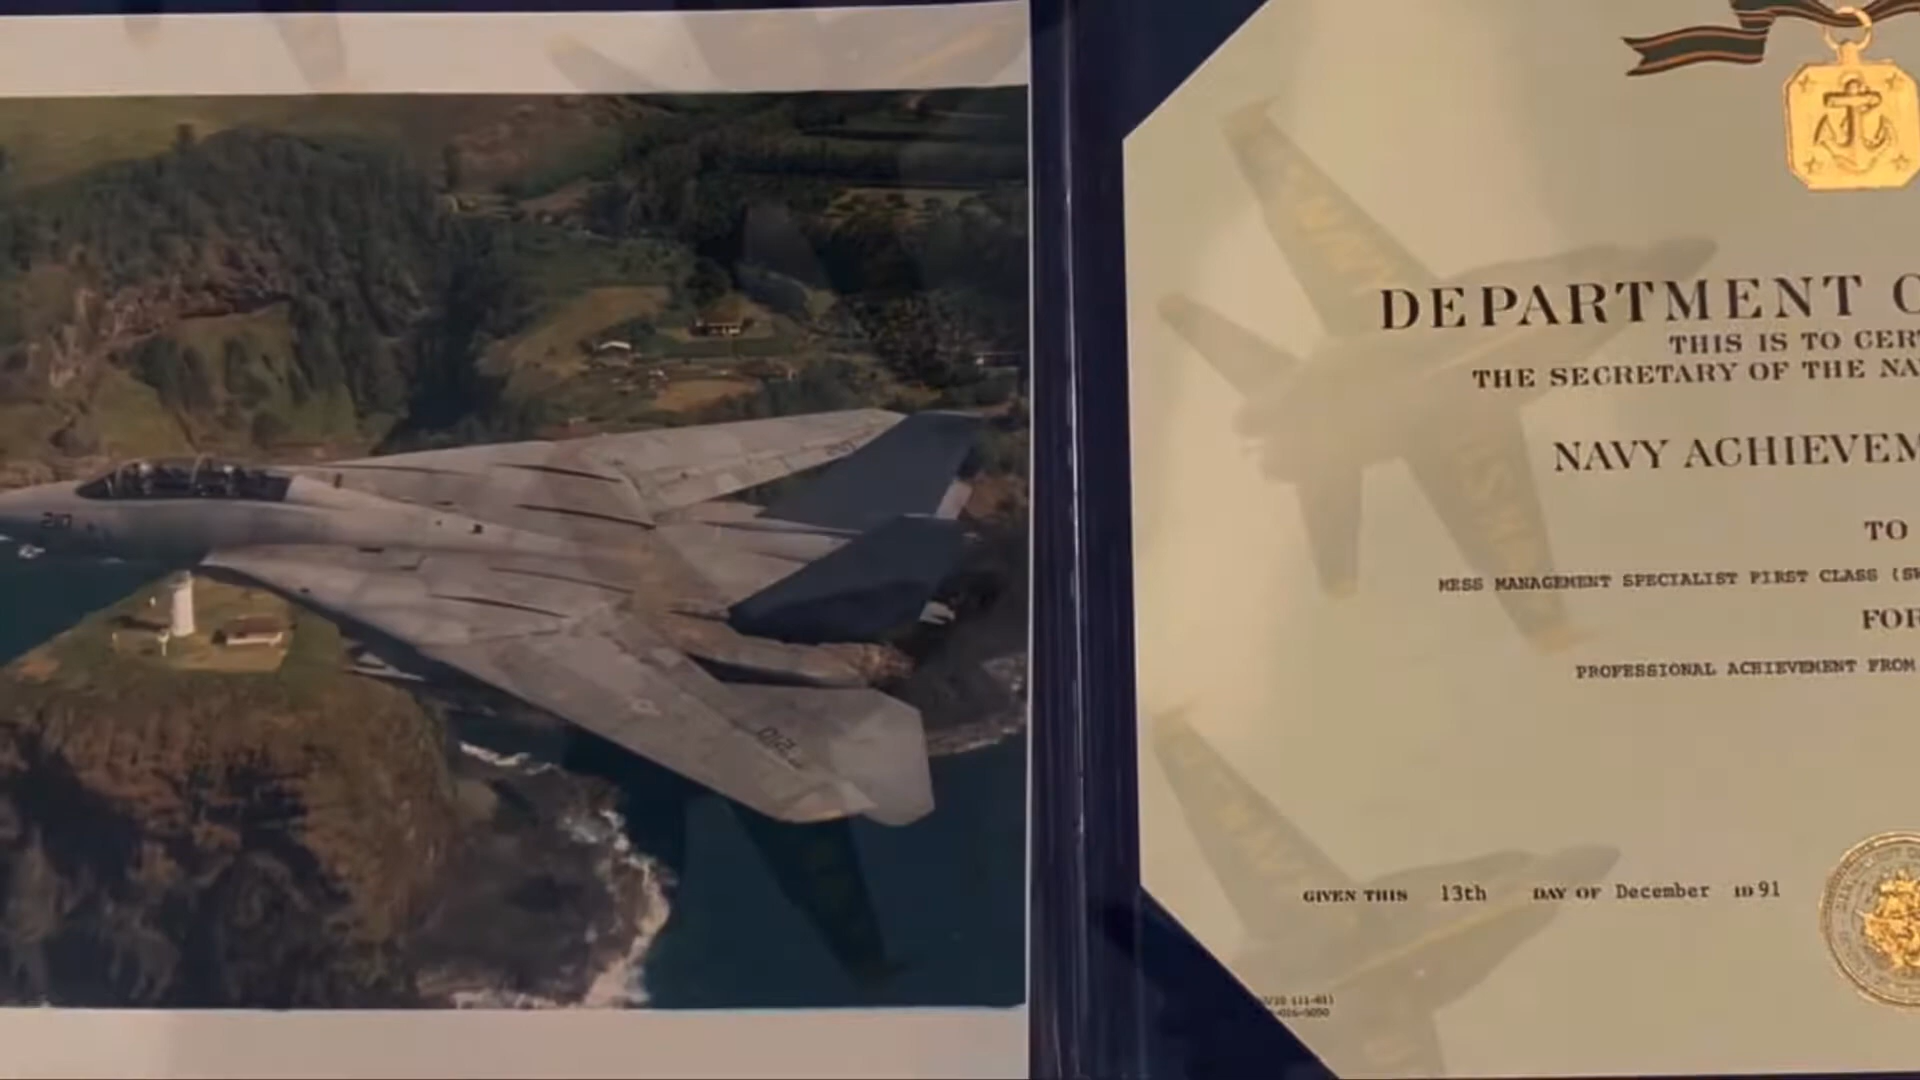 DEPARTMENT O
THIS IS TO CERT
THE SECRETARY OF THE NA
NAVY ACHIEVEM
TO
MESS MANAGEMENT SPECIALIST FIRST CLASS (SW
FOR
PROFESSIONAL ACHIEVEMENT FROM
GIVEN THIS 13th DAY OF December 19 91